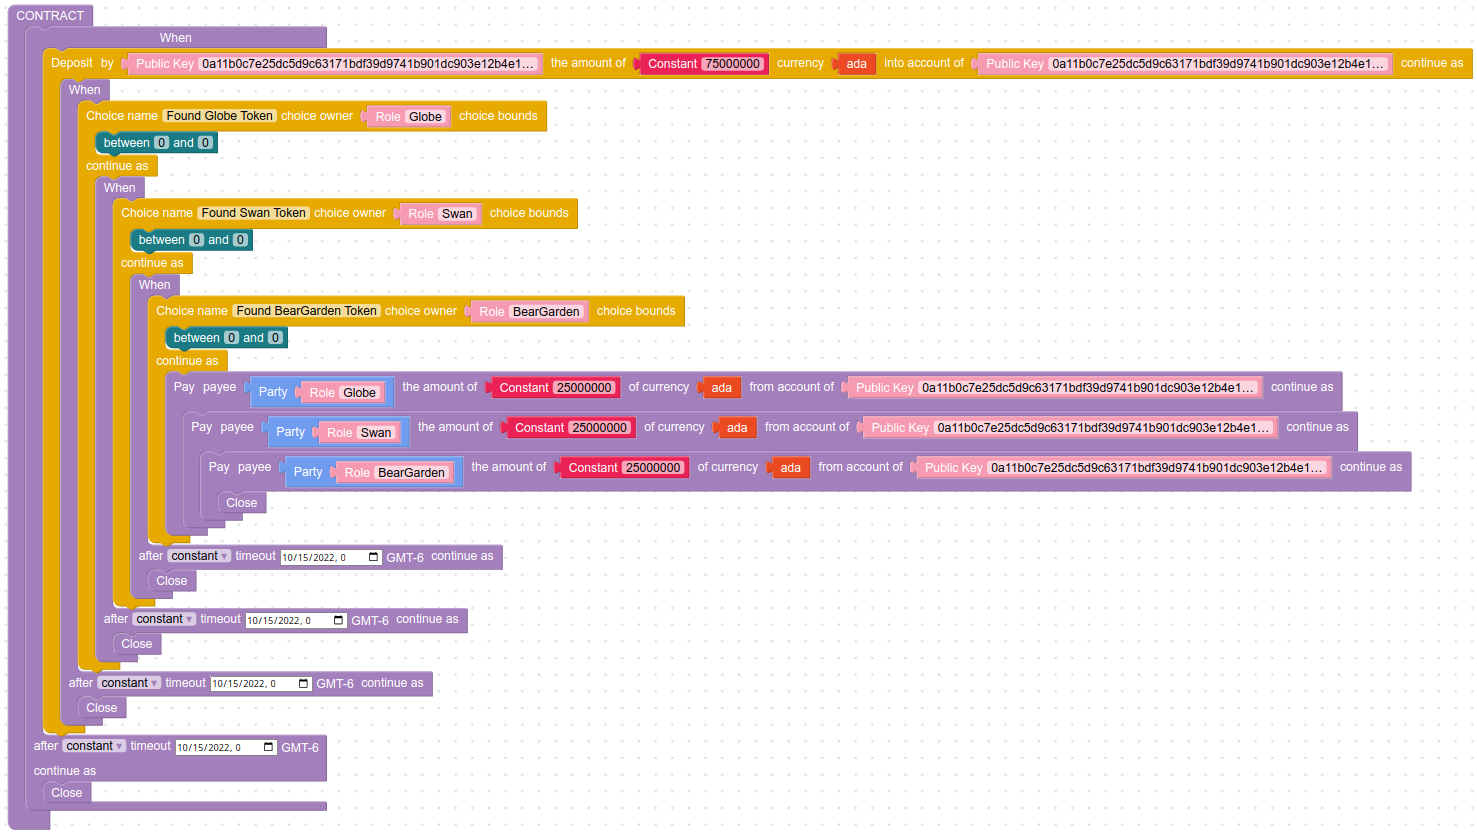 CONTRACT
When
Deposit by Public Key 0a11b0c7e25dc5d9c63171bdf39d9741b901dc903e12b4e1... the amount of Constant 75000000 currency ada into account of Public Key 0a11b0c7e25dc5d9c63171bdf39d9741b901dc903e12b4e1... continue as
When
Choice name Found Globe Token choice owner Role Globe choice bounds
between 0 and 0
continue as
When
Choice name Found Swan Token choice owner Role Swan choice bounds
between 0 and 0
continue as
When
Choice name Found BearGarden Token choice owner Role BearGarden choice bounds
between 0 and 0
continue as
Pay payee Party Role Globe the amount of Constant 25000000 of currency ada from account of Public Key 0a11b0c7e25dc5d9c63171bdf39d9741b901dc903e12b4e1... continue as
Pay payee Party Role Swan the amount of Constant 25000000 of currency ada from account of Public Key 0a11b0c7e25dc5d9c63171bdf39d9741b901dc903e12b4e1... continue as
Pay payee Party Role BearGarden the amount of Constant 25000000 of currency ada from account of Public Key 0a11b0c7e25dc5d9c63171bdf39d9741b901dc903e12b4e1... continue as
Close
after constant timeout 10/15/2022, 0 GMT-6 continue as
Close
after constant timeout 10/15/2022, 0 GMT-6 continue as
Close
after constant timeout 10/15/2022, 0 GMT-6 continue as
Close
after constant timeout 10/15/2022, 0 GMT-6
continue as
Close